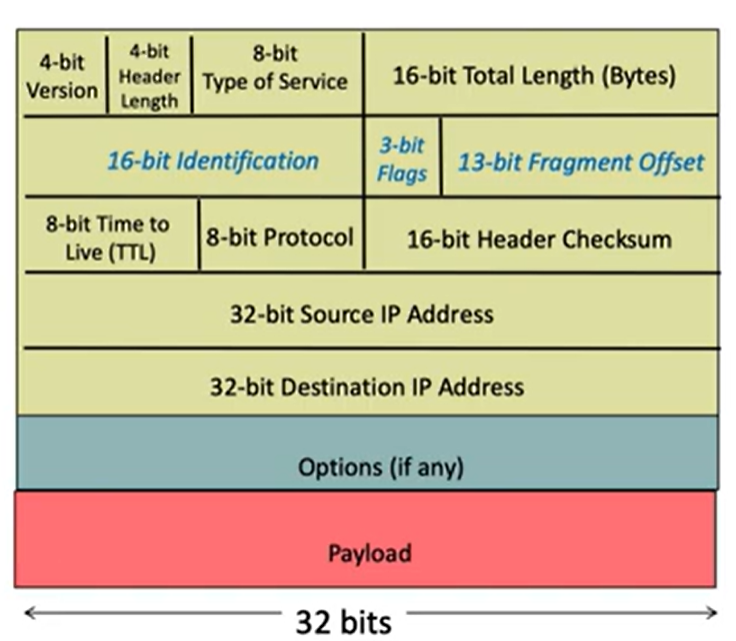 4-bit
Version
4-bit
Header
Length
8-bit
Type of Service
16-bit Total Length (Bytes)
16-bit Identification
3-bit
Flags
13-bit Fragment Offset
8-bit Time to
Live (TTL)
8-bit Protocol
16-bit Header Checksum
32-bit Source IP Address
32-bit Destination IP Address
Options (if any)
Payload
32 bits